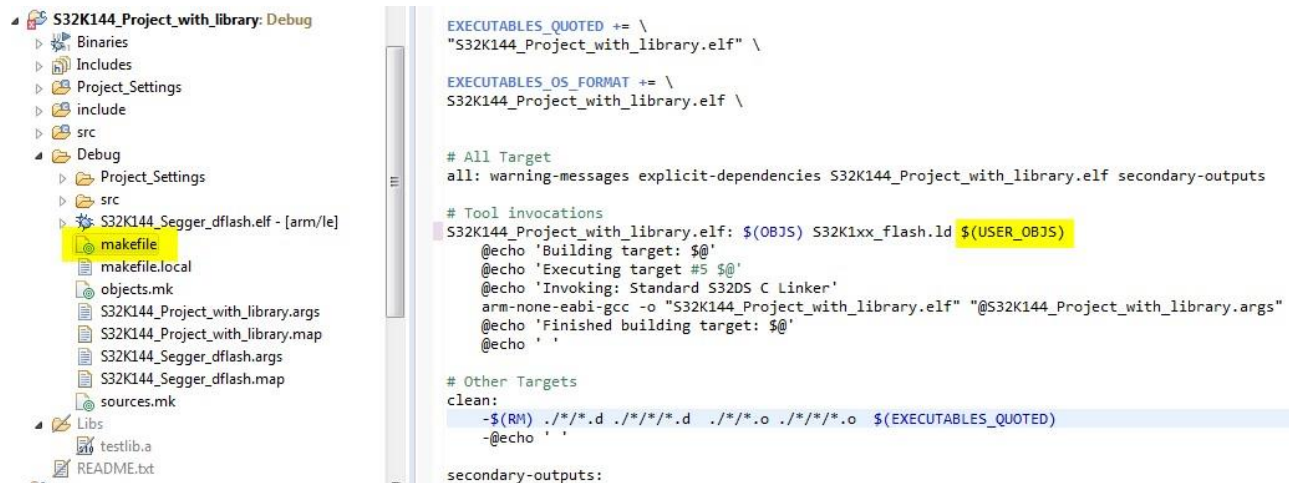 S32K144_Project_with_library: Debug
Binaries
Includes
Project_Settings
include
src
Debug
Project_Settings
src
S32K144_Segger_dflash.elf - [arm/le]
makefile
makefile.local
objects.mk
S32K144_Project_with_library.args
S32K144_Project_with_library.map
S32K144_Segger_dflash.args
S32K144_Segger_dflash.map
sources.mk
Libs
testlib.a
README.txt
EXECUTABLES_QUOTED += \
"S32K144_Project_with_library.elf" \
EXECUTABLES_OS_FORMAT += \
S32K144_Project_with_library.elf \
# All Target
all: warning-messages explicit-dependencies S32K144_Project_with_library.elf secondary-outputs
# Tool invocations
S32K144_Project_with_library.elf: $(OBJS) S32K1xx_flash.ld $(USER_OBJS)
@echo 'Building target: $@'
@echo 'Executing target #5 $@'
@echo 'Invoking: Standard S32DS C Linker'
arm-none-eabi-gcc -o "S32K144_Project_with_library.elf" "@S32K144_Project_with_library.args"
@echo 'Finished building target: $@'
@echo ' '
# Other Targets
clean:
-$(RM) ./*/*.d ./*/*/*.d  ./*/*.o ./*/*/*.o  $(EXECUTABLES_QUOTED)
-@echo ' '
secondary-outputs: